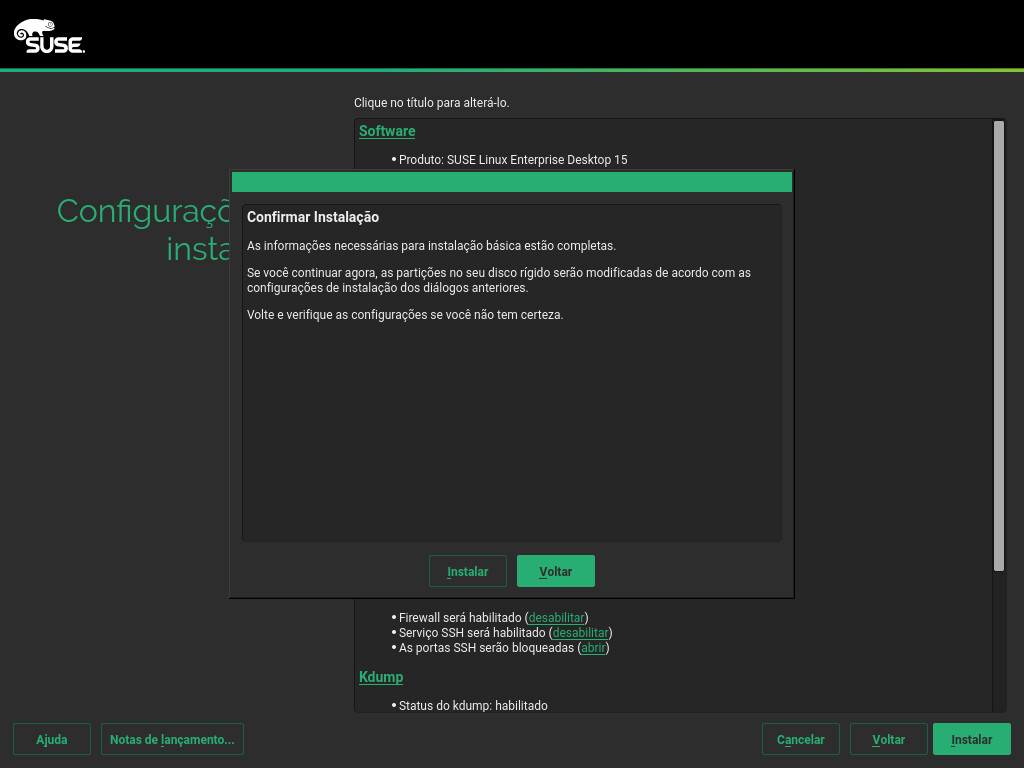 SUSE.
Clique no título para alterá-lo.
Software
• Produto: SUSE Linux Enterprise Desktop 15
Confirmar Instalação
As informações necessárias para instalação básica estão completas.
Se você continuar agora, as partições no seu disco rígido serão modificadas de acordo com as
configurações de instalação dos diálogos anteriores.
Volte e verifique as configurações se você não tem certeza.
Instalar
Voltar
• Firewall será habilitado (desabilitar)
• Serviço SSH será habilitado (desabilitar)
• As portas SSH serão bloqueadas (abrir)
Kdump
• Status do kdump: habilitado
Ajuda
Notas de lançamento...
Cancelar
Voltar
Instalar